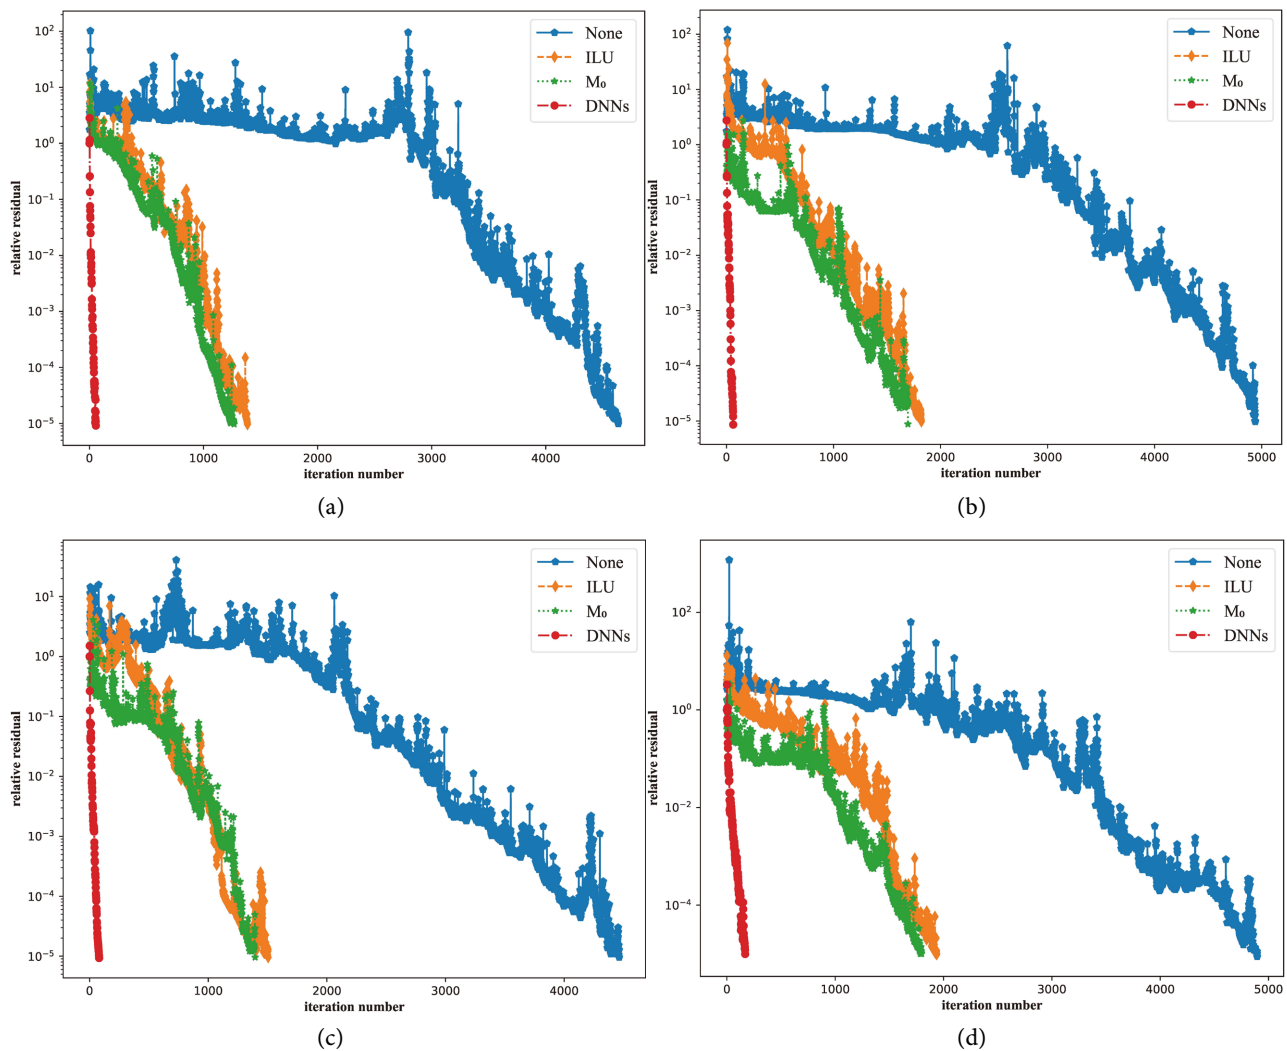 None
ILU
M₀
DNNs
10²
10¹
10⁰
10⁻¹
10⁻²
10⁻³
10⁻⁴
10⁻⁵
relative residual
0 1000 2000 3000 4000
iteration number
(a)
None
ILU
M₀
DNNs
10²
10¹
10⁰
10⁻¹
10⁻²
10⁻³
10⁻⁴
10⁻⁵
relative residual
0 1000 2000 3000 4000 5000
iteration number
(b)
None
ILU
M₀
DNNs
10¹
10⁰
10⁻¹
10⁻²
10⁻³
10⁻⁴
10⁻⁵
relative residual
0 1000 2000 3000 4000
iteration number
(c)
None
ILU
M₀
DNNs
10²
10⁰
10⁻²
10⁻⁴
relative residual
0 1000 2000 3000 4000 5000
iteration number
(d)